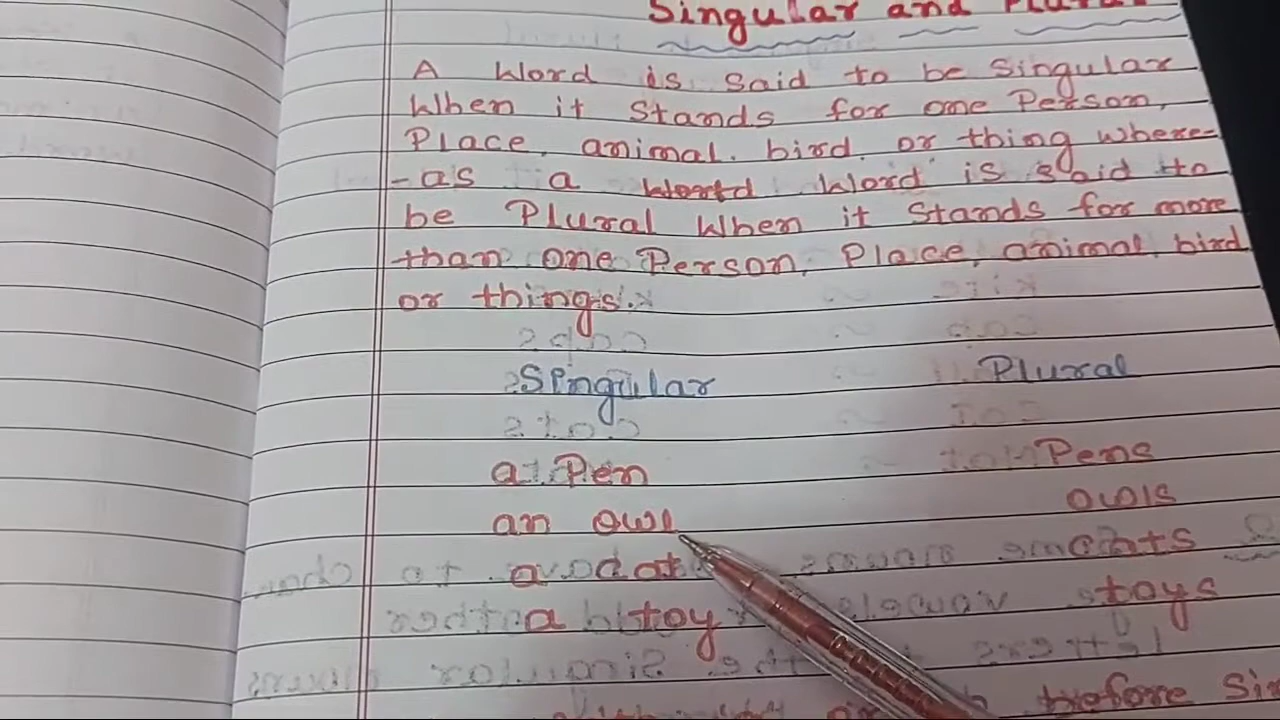 Singular and Plural
A Word is Said to be Singular
When it Stands for one Person,
Place, animal. bird. or thing where-
-as a Word is said to
be Plural When it Stands for more
than one Person, Place, animal, bird
or things.
Singular Plural
a Pen Pens
an owl owls
a cat cats
a toy toys
before